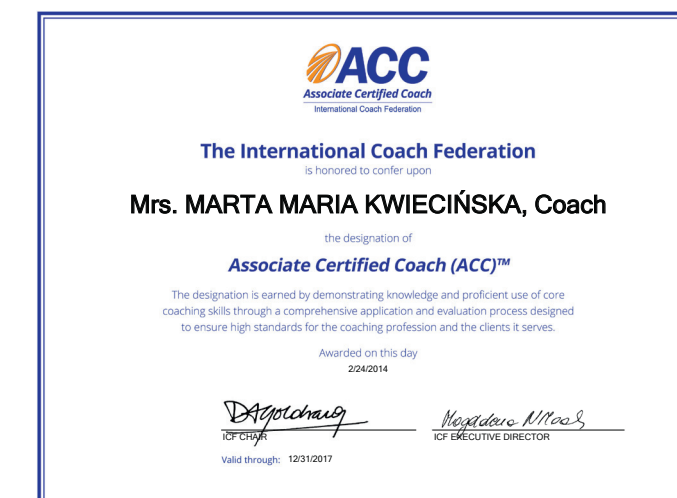 ACC
Associate Certified Coach
International Coach Federation
The International Coach Federation
is honored to confer upon
Mrs. MARTA MARIA KWIECIŃSKA, Coach
the designation of
Associate Certified Coach (ACC)™
The designation is earned by demonstrating knowledge and proficient use of core
coaching skills through a comprehensive application and evaluation process designed
to ensure high standards for the coaching profession and the clients it serves.
Awarded on this day
2/24/2014
ICF CHAIR
ICF EXECUTIVE DIRECTOR
Valid through: 12/31/2017